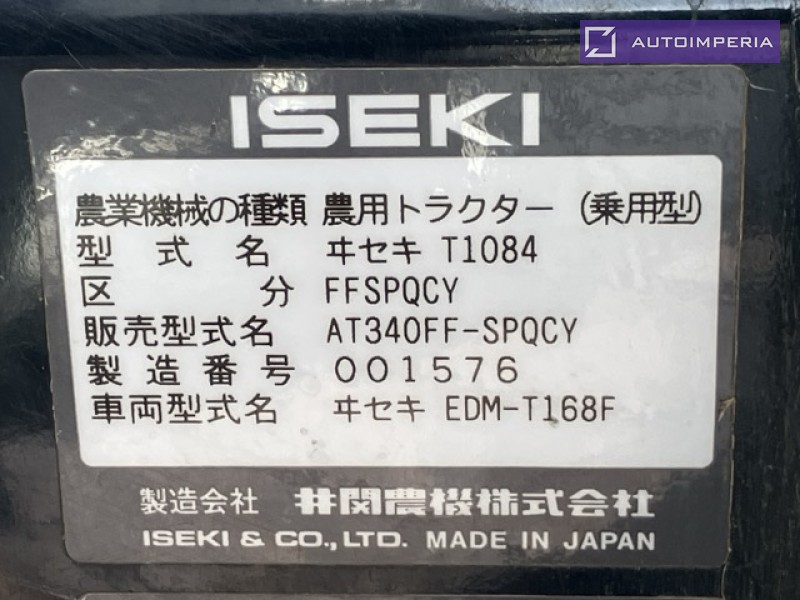 AUTOIMPERIA
ISEKI
農業機械の種類 農用トラクター (乗用型)
型式名 ヰセキ T1084
区分 FFSPQCY
販売型式名 AT340FF-SPQCY
製造番号 001576
車両型式名 ヰセキ EDM-T168F
製造会社 井関農機株式会社
ISEKI & CO., LTD. MADE IN JAPAN